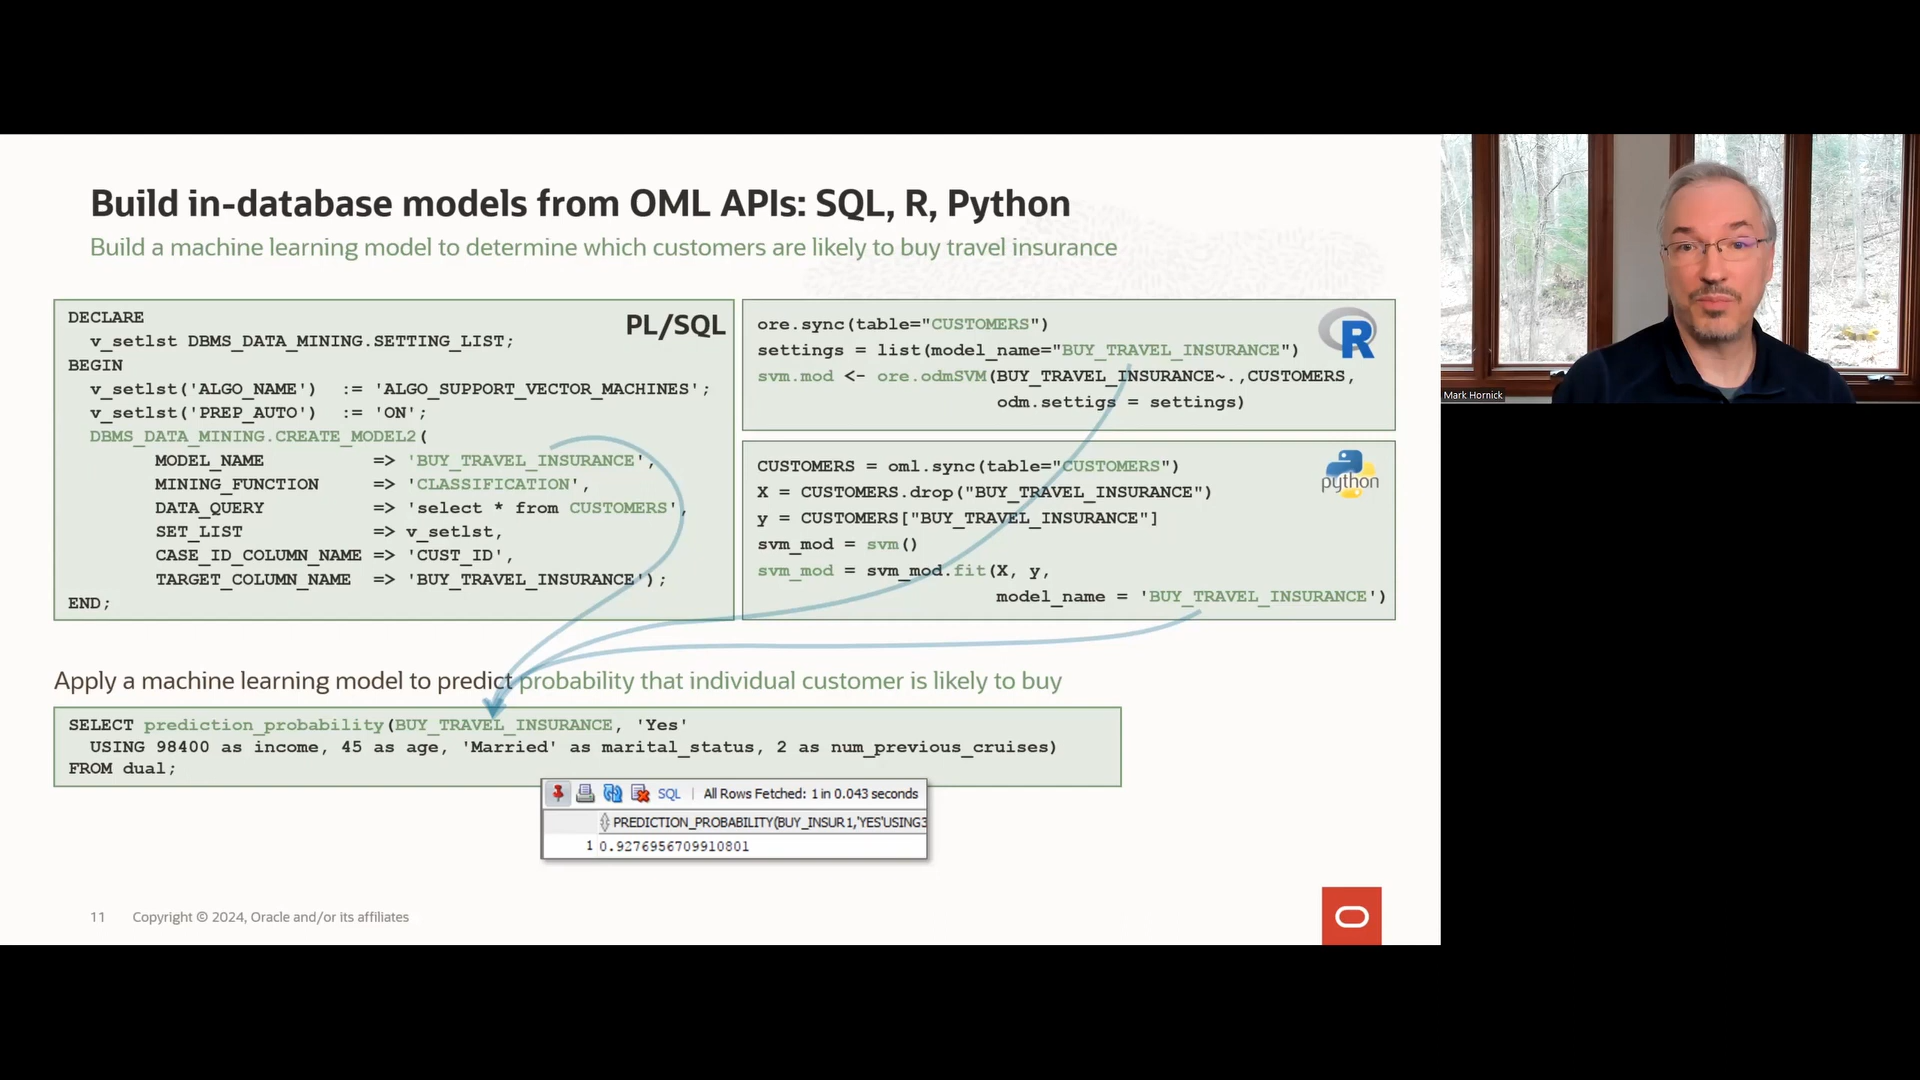 Build in-database models from OML APIs: SQL, R, Python
Build a machine learning model to determine which customers are likely to buy travel insurance
PL/SQL
DECLARE
v_setlst DBMS_DATA_MINING.SETTING_LIST;
BEGIN
v_setlst('ALGO_NAME') := 'ALGO_SUPPORT_VECTOR_MACHINES';
v_setlst('PREP_AUTO') := 'ON';
DBMS_DATA_MINING.CREATE_MODEL2(
MODEL_NAME => 'BUY_TRAVEL_INSURANCE',
MINING_FUNCTION => 'CLASSIFICATION',
DATA_QUERY => 'select * from CUSTOMERS',
SET_LIST => v_setlst,
CASE_ID_COLUMN_NAME => 'CUST_ID',
TARGET_COLUMN_NAME => 'BUY_TRAVEL_INSURANCE');
END;
R
ore.sync(table="CUSTOMERS")
settings = list(model_name="BUY_TRAVEL_INSURANCE")
svm.mod <- ore.odmSVM(BUY_TRAVEL_INSURANCE~.,CUSTOMERS,
odm.settigs = settings)
python
CUSTOMERS = oml.sync(table="CUSTOMERS")
X = CUSTOMERS.drop("BUY_TRAVEL_INSURANCE")
y = CUSTOMERS["BUY_TRAVEL_INSURANCE"]
svm_mod = svm()
svm_mod = svm_mod.fit(X, y,
model_name = 'BUY_TRAVEL_INSURANCE')
Apply a machine learning model to predict probability that individual customer is likely to buy
SELECT prediction_probability(BUY_TRAVEL_INSURANCE, 'Yes'
USING 98400 as income, 45 as age, 'Married' as marital_status, 2 as num_previous_cruises)
FROM dual;
SQL | All Rows Fetched: 1 in 0.043 seconds
PREDICTION_PROBABILITY(BUY_INSUR1,'YES'USING3
1 0.9276956709910801
11 Copyright © 2024, Oracle and/or its affiliates
Mark Hornick